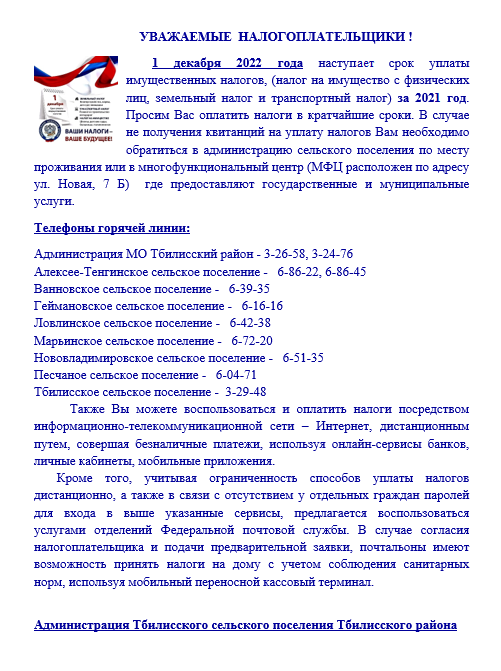 УВАЖАЕМЫЕ НАЛОГОПЛАТЕЛЬЩИКИ !
1 декабря 2022 года наступает срок уплаты
имущественных налогов, (налог на имущество с физических
лиц, земельный налог и транспортный налог) за 2021 год.
Просим Вас оплатить налоги в кратчайшие сроки. В случае
не получения квитанций на уплату налогов Вам необходимо
обратиться в администрацию сельского поселения по месту
проживания или в многофункциональный центр (МФЦ расположен по адресу
ул. Новая, 7 Б) где предоставляют государственные и муниципальные
услуги.
1
декабря
ВАШИ НАЛОГИ –
ВАШЕ БУДУЩЕЕ!
Телефоны горячей линии:
Администрация МО Тбилисский район - 3-26-58, 3-24-76
Алексее-Тенгинское сельское поселение - 6-86-22, 6-86-45
Ванновское сельское поселение - 6-39-35
Геймановское сельское поселение - 6-16-16
Ловлинское сельское поселение - 6-42-38
Марьинское сельское поселение - 6-72-20
Нововладимировское сельское поселение - 6-51-35
Песчаное сельское поселение - 6-04-71
Тбилисское сельское поселение - 3-29-48
Также Вы можете воспользоваться и оплатить налоги посредством
информационно-телекоммуникационной сети – Интернет, дистанционным
путем, совершая безналичные платежи, используя онлайн-сервисы банков,
личные кабинеты, мобильные приложения.
Кроме того, учитывая ограниченность способов уплаты налогов
дистанционно, а также в связи с отсутствием у отдельных граждан паролей
для входа в выше указанные сервисы, предлагается воспользоваться
услугами отделений Федеральной почтовой службы. В случае согласия
налогоплательщика и подачи предварительной заявки, почтальоны имеют
возможность принять налоги на дому с учетом соблюдения санитарных
норм, используя мобильный переносной кассовый терминал.
Администрация Тбилисского сельского поселения Тбилисского района